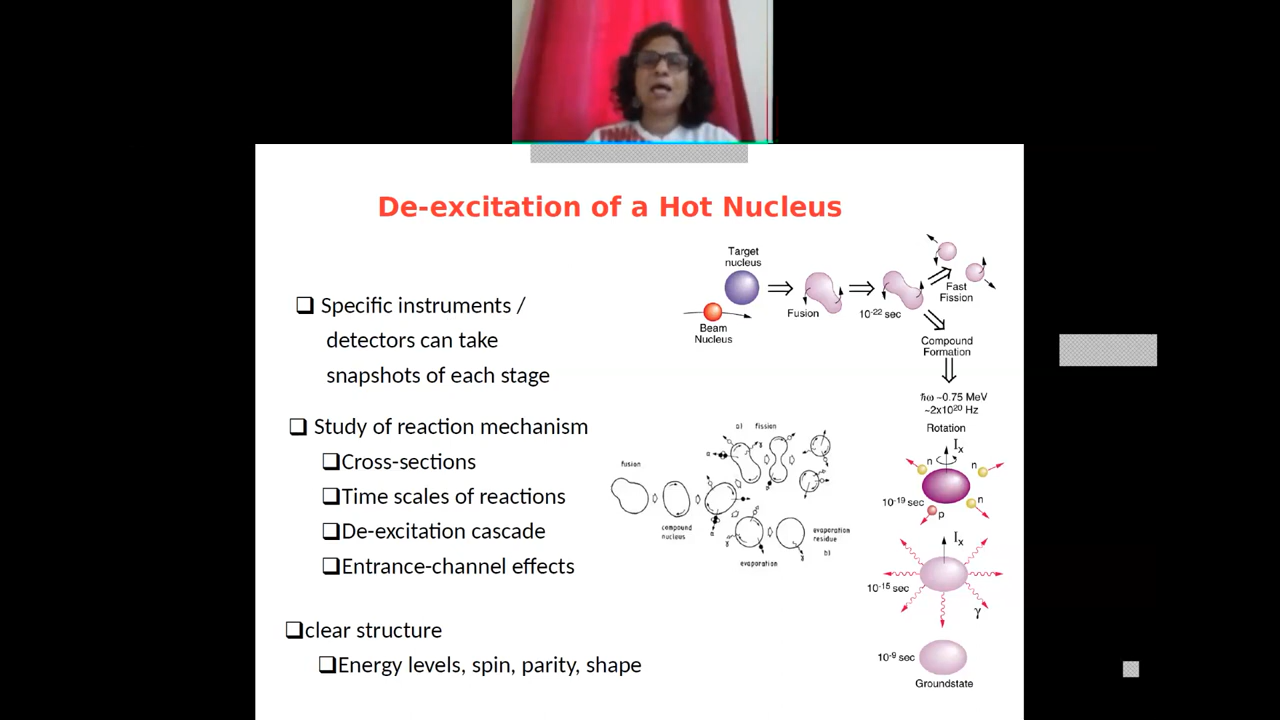 De-excitation of a Hot Nucleus
❑ Specific instruments /
detectors can take
snapshots of each stage
❑ Study of reaction mechanism
❑Cross-sections
❑Time scales of reactions
❑De-excitation cascade
❑Entrance-channel effects
❑clear structure
❑Energy levels, spin, parity, shape
Target
nucleus
Beam
Nucleus
Fusion
10⁻²² sec
Fast
Fission
Compound
Formation
ℏω ~0.75 MeV
~2x10²⁰ Hz
Rotation
Iₓ
n
n
n
p
10⁻¹⁹ sec
Iₓ
10⁻¹⁵ sec
γ
10⁻⁹ sec
Groundstate
a) fission
fusion
α
γ
compound
nucleus
α
γ
evaporation
evaporation
residue
b)